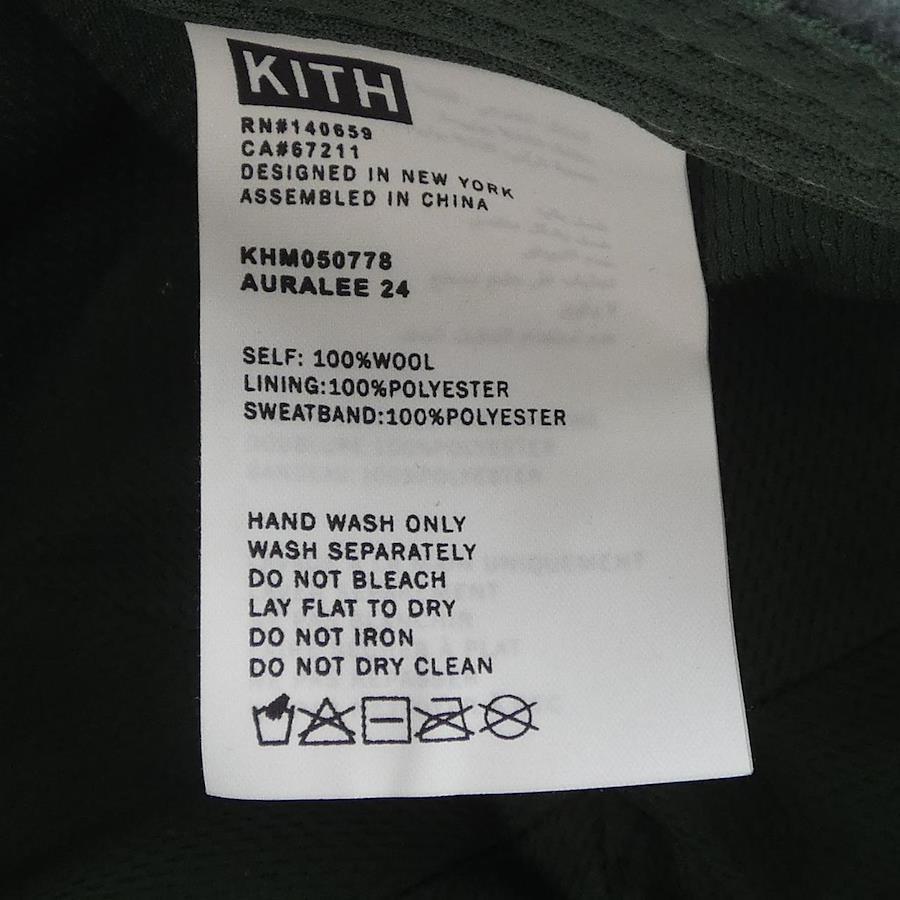 KITH
RN#140659
CA#67211
DESIGNED IN NEW YORK
ASSEMBLED IN CHINA
KHM050778
AURALEE 24
SELF: 100%WOOL
LINING:100%POLYESTER
SWEATBAND:100%POLYESTER
HAND WASH ONLY
WASH SEPARATELY
DO NOT BLEACH
LAY FLAT TO DRY
DO NOT IRON
DO NOT DRY CLEAN